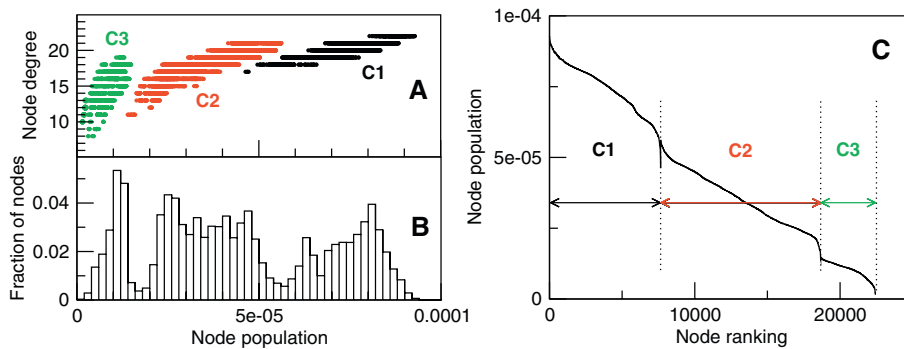 A
Node degree
20
15
10
C3
C2
C1
B
Fraction of nodes
0.04
0.02
0
0
5e-05
0.0001
Node population
C
Node population
1e-04
5e-05
0
C1
C2
C3
0
10000
20000
Node ranking